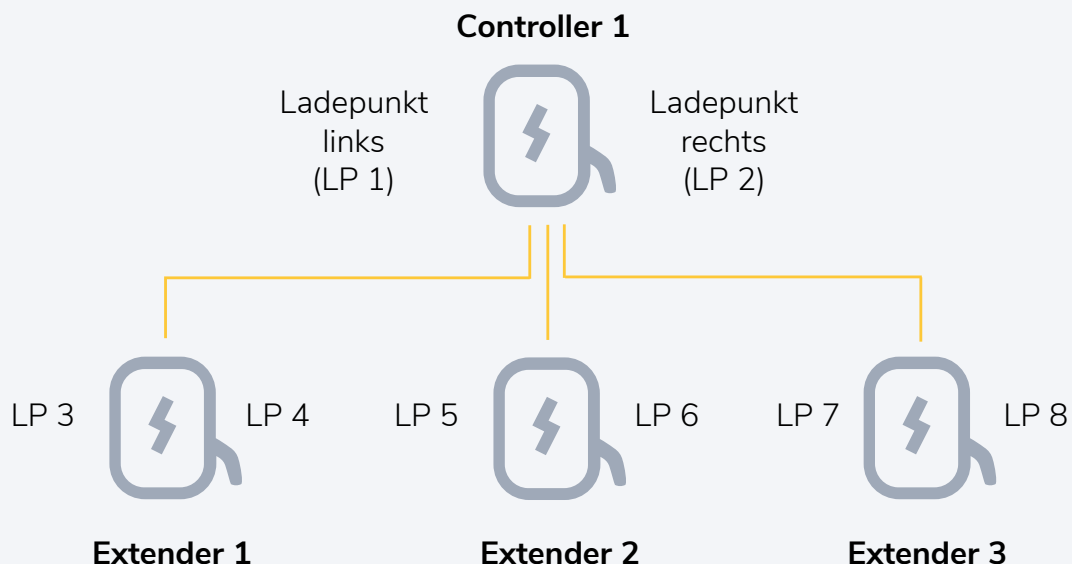 Controller 1
Ladepunkt
links
(LP 1)
Ladepunkt
rechts
(LP 2)
LP 3
LP 4
LP 5
LP 6
LP 7
LP 8
Extender 1
Extender 2
Extender 3